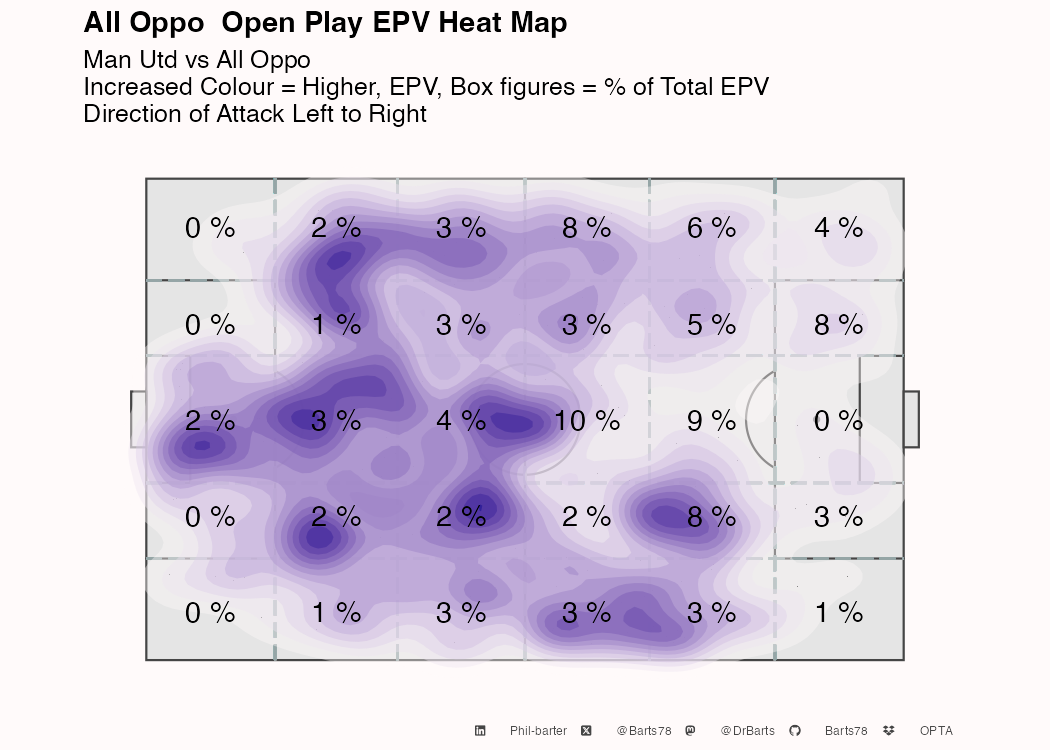 All Oppo  Open Play EPV Heat Map
Man Utd vs All Oppo
Increased Colour = Higher, EPV, Box figures = % of Total EPV
Direction of Attack Left to Right
0 % 2 % 3 % 8 % 6 % 4 %
0 % 1 % 3 % 3 % 5 % 8 %
2 % 3 % 4 % 10 % 9 % 0 %
0 % 2 % 2 % 2 % 8 % 3 %
0 % 1 % 3 % 3 % 3 % 1 %
Phil-barter @Barts78 @DrBarts Barts78 OPTA